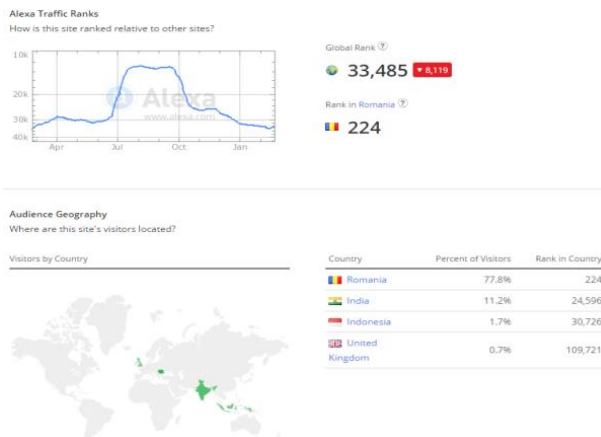 Alexa Traffic Ranks
How is this site ranked relative to other sites?
10k
20k
30k
40k
Alexa
www.alexa.com
Apr
Jul
Oct
Jan
Global Rank ?
33,485 8,119
Rank in Romania ?
224
Audience Geography
Where are this site's visitors located?
Visitors by Country
Country Percent of Visitors Rank in Country
Romania 77.8% 224
India 11.2% 24,596
Indonesia 1.7% 30,726
United Kingdom 0.7% 109,721